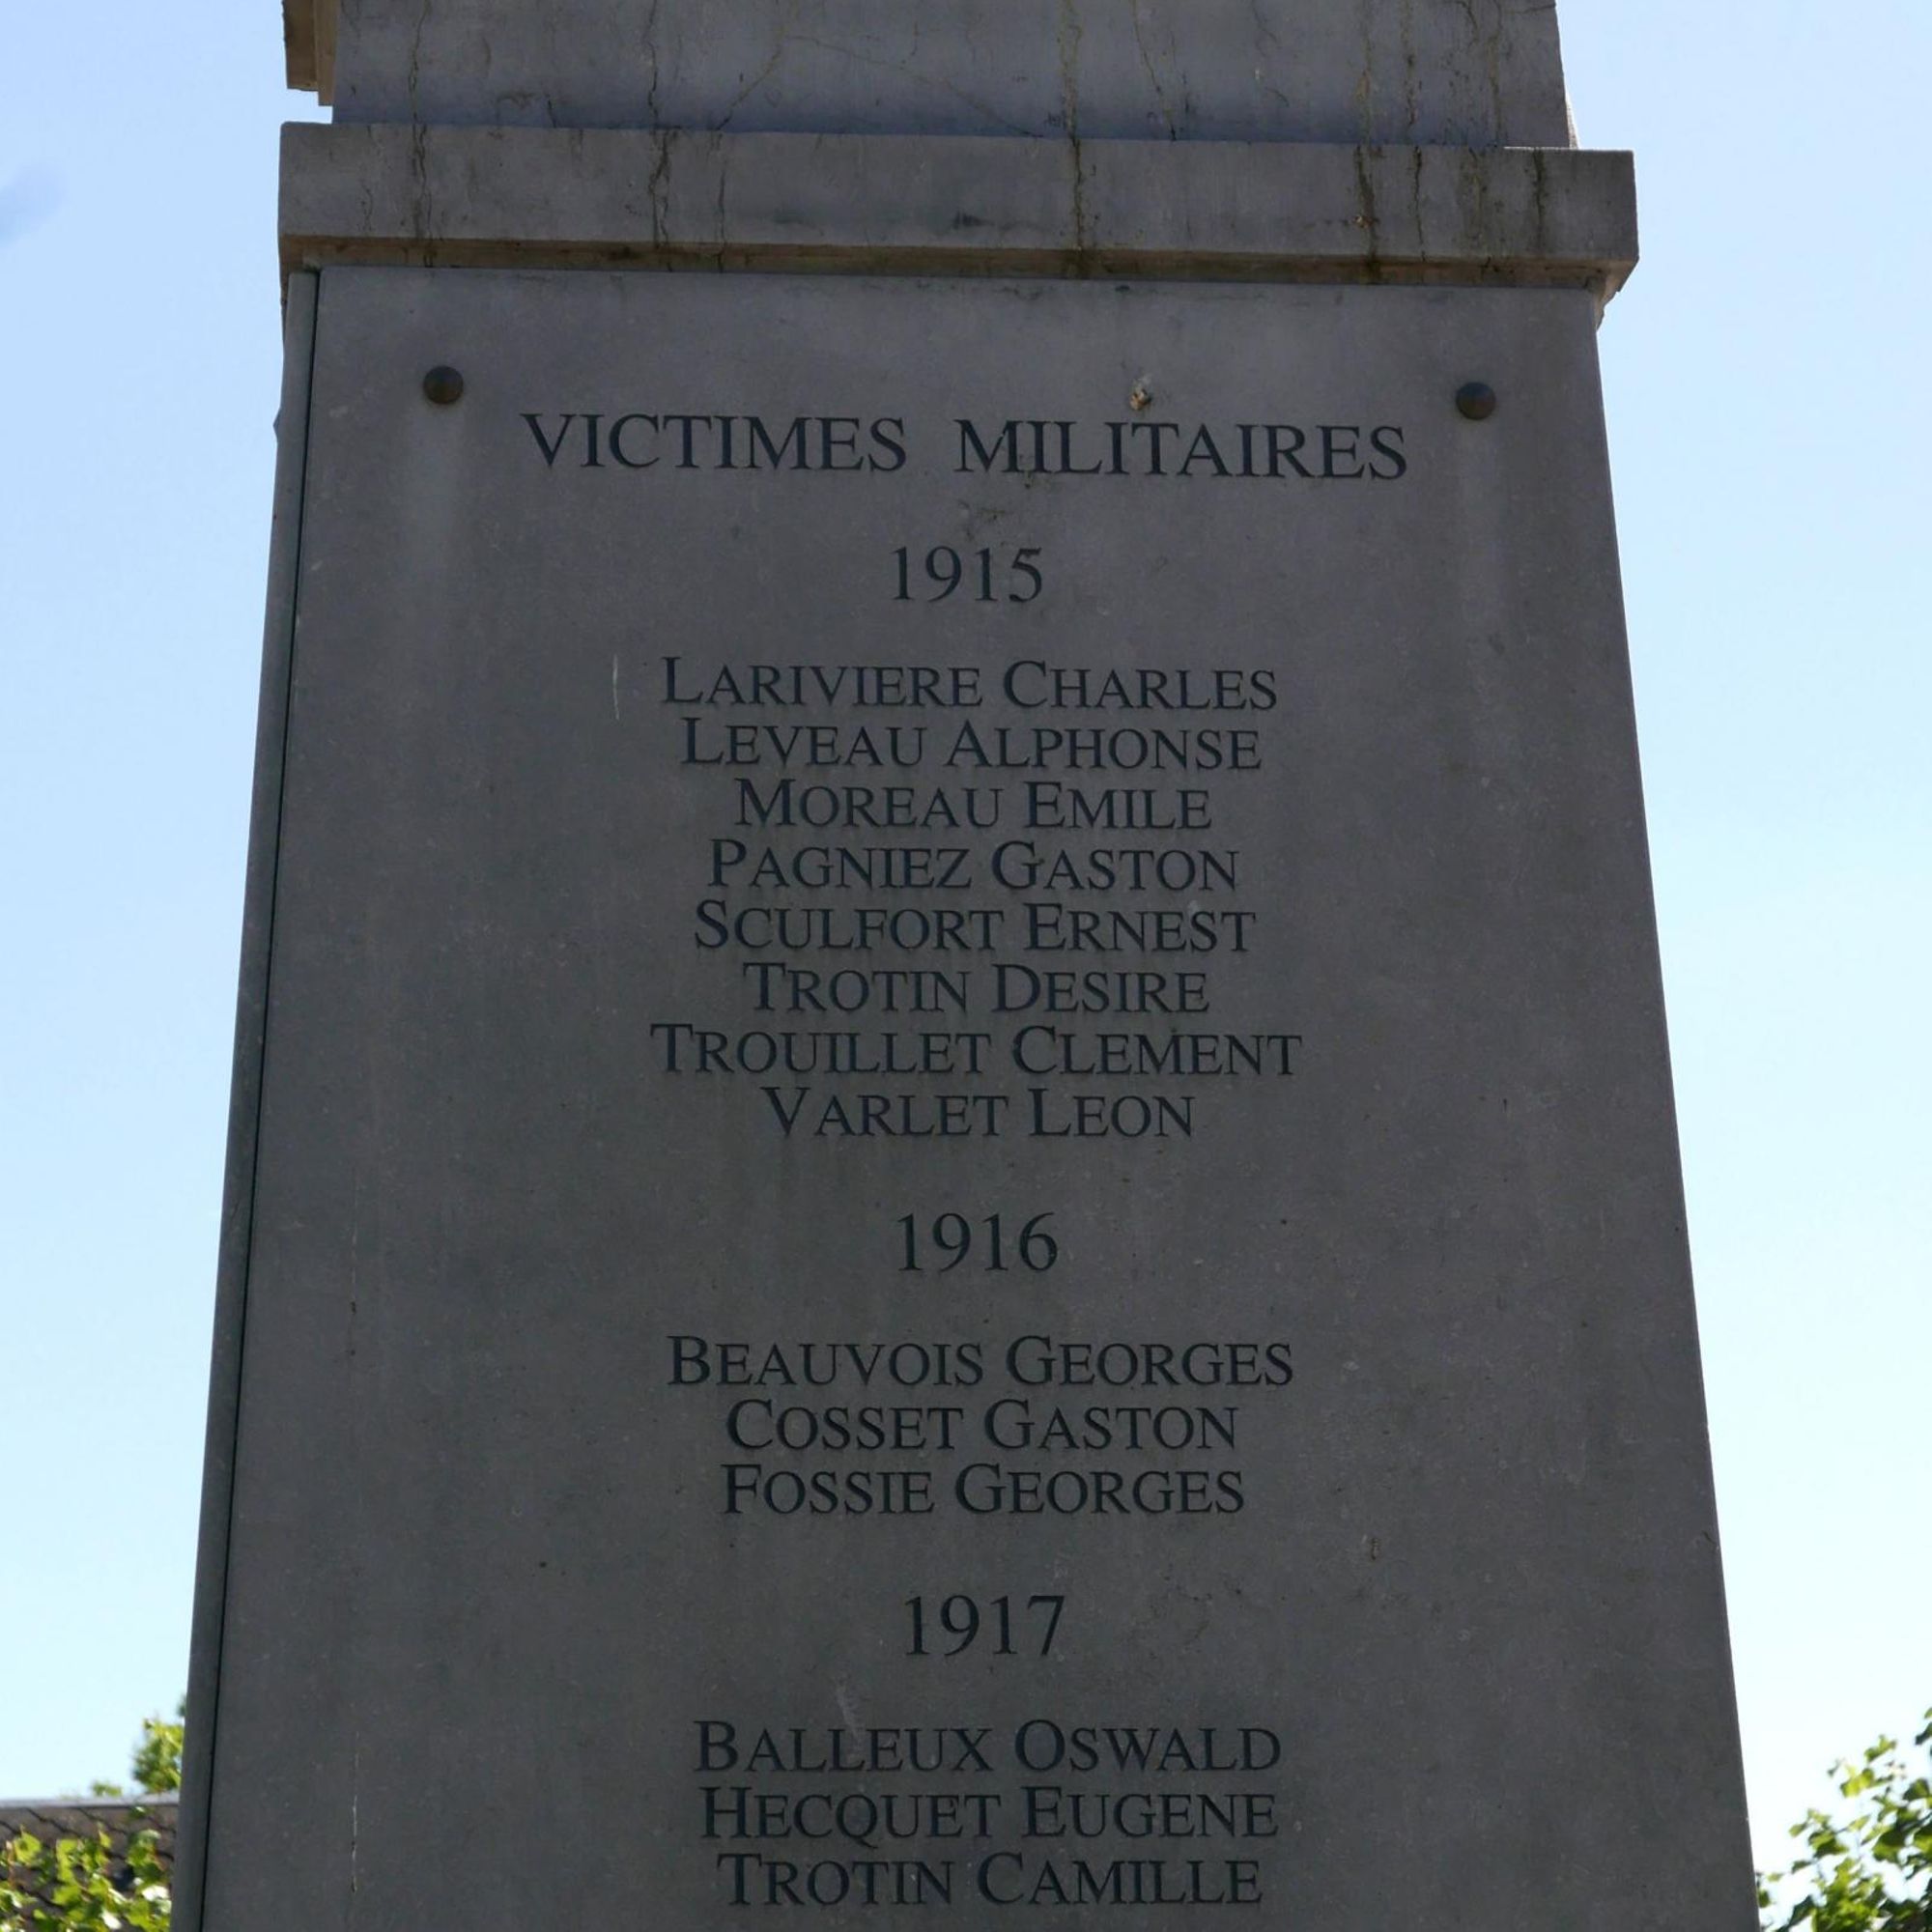 VICTIMES MILITAIRES
1915
LARIVIERE CHARLES
LEVEAU ALPHONSE
MOREAU EMILE
PAGNIEZ GASTON
SCULFORT ERNEST
TROTIN DESIRE
TROUILLET CLEMENT
VARLET LEON
1916
BEAUVOIS GEORGES
COSSET GASTON
FOSSIE GEORGES
1917
BALLEUX OSWALD
HECQUET EUGENE
TROTIN CAMILLE